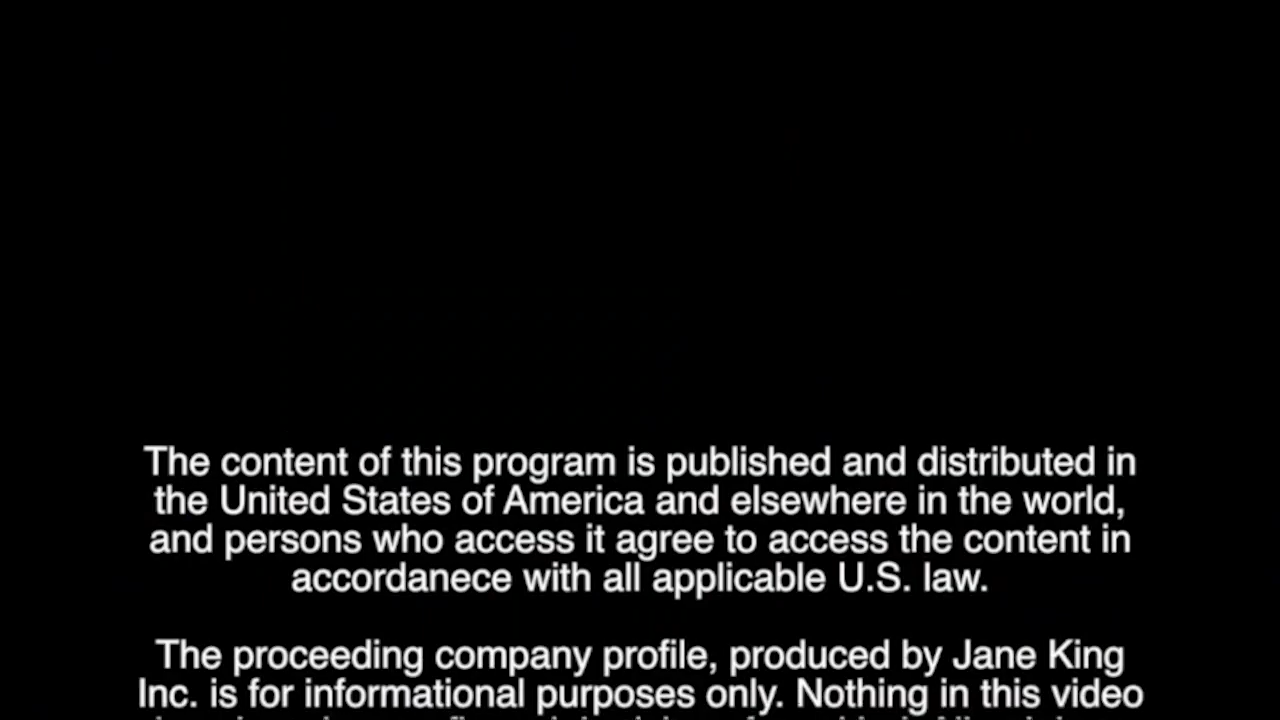 The content of this program is published and distributed in
the United States of America and elsewhere in the world,
and persons who access it agree to access the content in
accordanece with all applicable U.S. law.
The proceeding company profile, produced by Jane King
Inc. is for informational purposes only. Nothing in this video